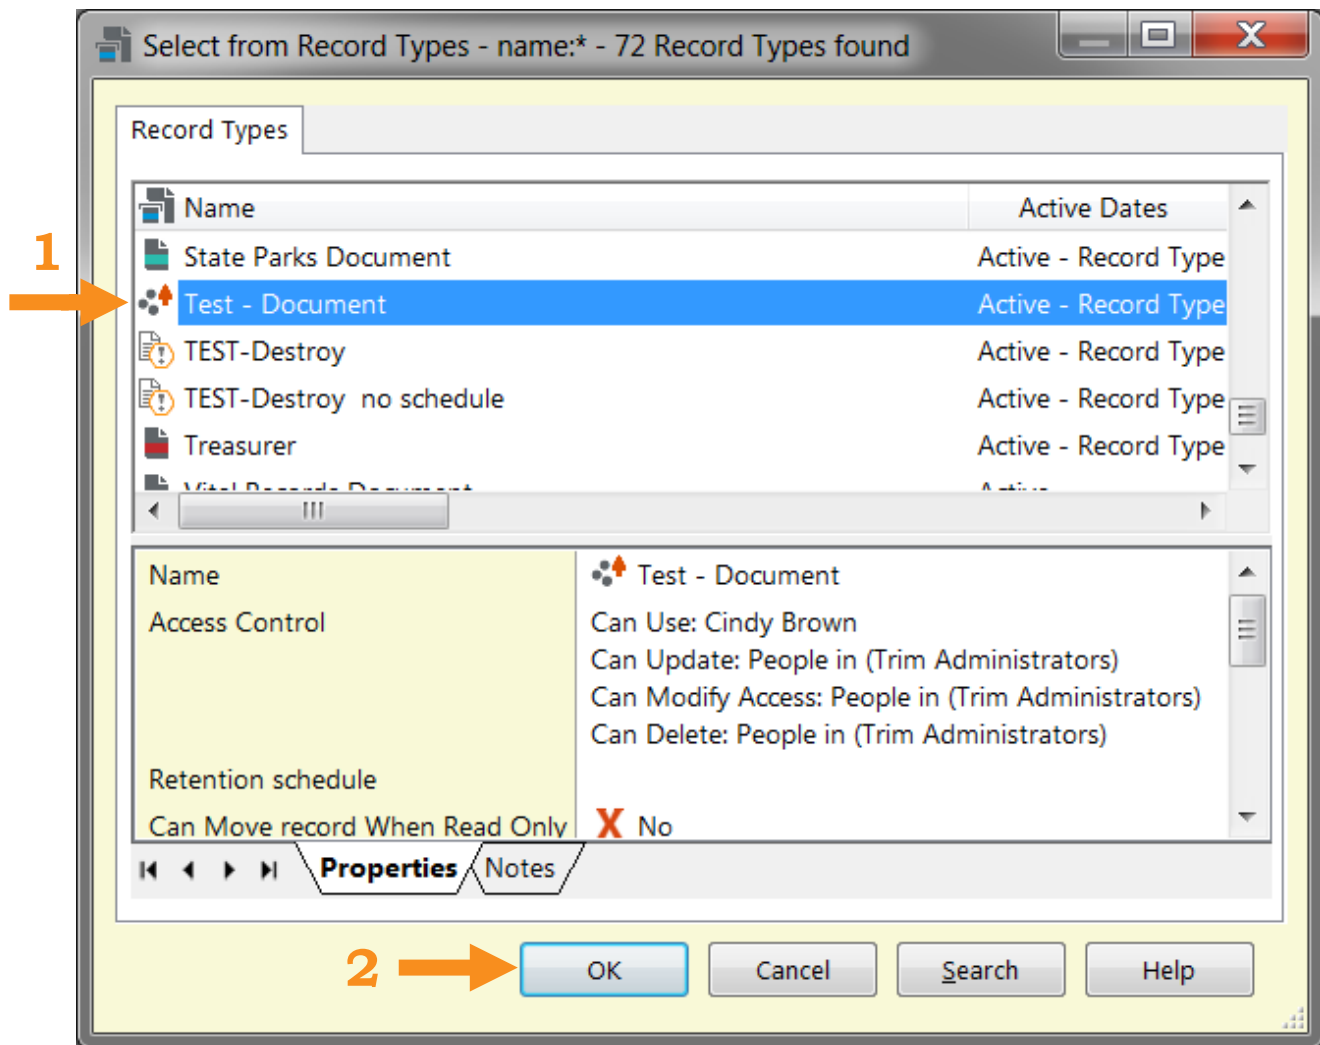 Select from Record Types - name:* - 72 Record Types found
Record Types
Name Active Dates
State Parks Document Active - Record Type
1
Test - Document Active - Record Type
TEST-Destroy Active - Record Type
TEST-Destroy no schedule Active - Record Type
Treasurer Active - Record Type
Vital Records Document Active
Name Test - Document
Access Control Can Use: Cindy Brown
Can Update: People in (Trim Administrators)
Can Modify Access: People in (Trim Administrators)
Can Delete: People in (Trim Administrators)
Retention schedule
Can Move record When Read Only X No
Properties Notes
2 OK Cancel Search Help